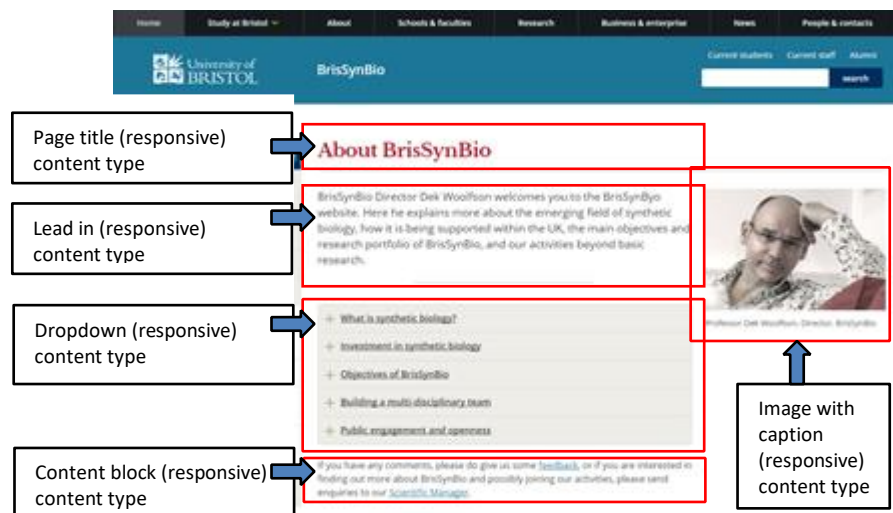 Home Study at Bristol About Schools & faculties Research Business & enterprise News People & contacts
Current students Current staff Alumni
University of
BRISTOL
BrisSynBio
search
Page title (responsive)
content type
About BrisSynBio
Lead in (responsive)
content type
BrisSynBio Director Dek Woolfson welcomes you to the BrisSynByo
website. Here he explains more about the emerging field of synthetic
biology, how it is being supported within the UK, the main objectives and
research portfolio of BrisSynBio, and our activities beyond basic
research.
Professor Dek Woolfson, Director, BrisSynBio
Dropdown (responsive)
content type
+ What is synthetic biology?
+ Investment in synthetic biology
+ Objectives of BrisSynBio
+ Building a multi-disciplinary team
+ Public engagement and openness
Image with
caption
(responsive)
content type
Content block (responsive)
content type
If you have any comments, please do give us some feedback, or if you are interested in
finding out more about BrisSynBio and possibly joining our activities, please send
enquiries to our Scientific Manager.